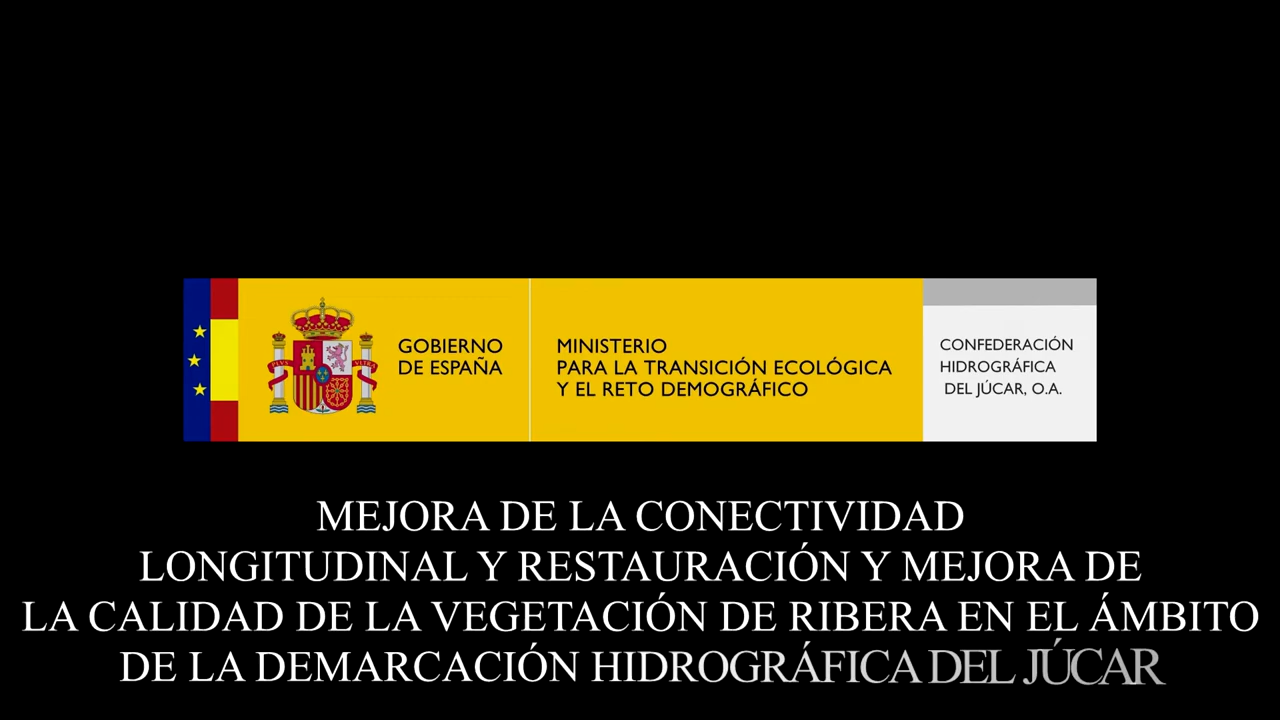 GOBIERNO
DE ESPAÑA
MINISTERIO
PARA LA TRANSICIÓN ECOLÓGICA
Y EL RETO DEMOGRÁFICO
CONFEDERACIÓN
HIDROGRÁFICA
DEL JÚCAR, O.A.
MEJORA DE LA CONECTIVIDAD
LONGITUDINAL Y RESTAURACIÓN Y MEJORA DE
LA CALIDAD DE LA VEGETACIÓN DE RIBERA EN EL ÁMBITO
DE LA DEMARCACIÓN HIDROGRÁFICA DEL JÚCAR